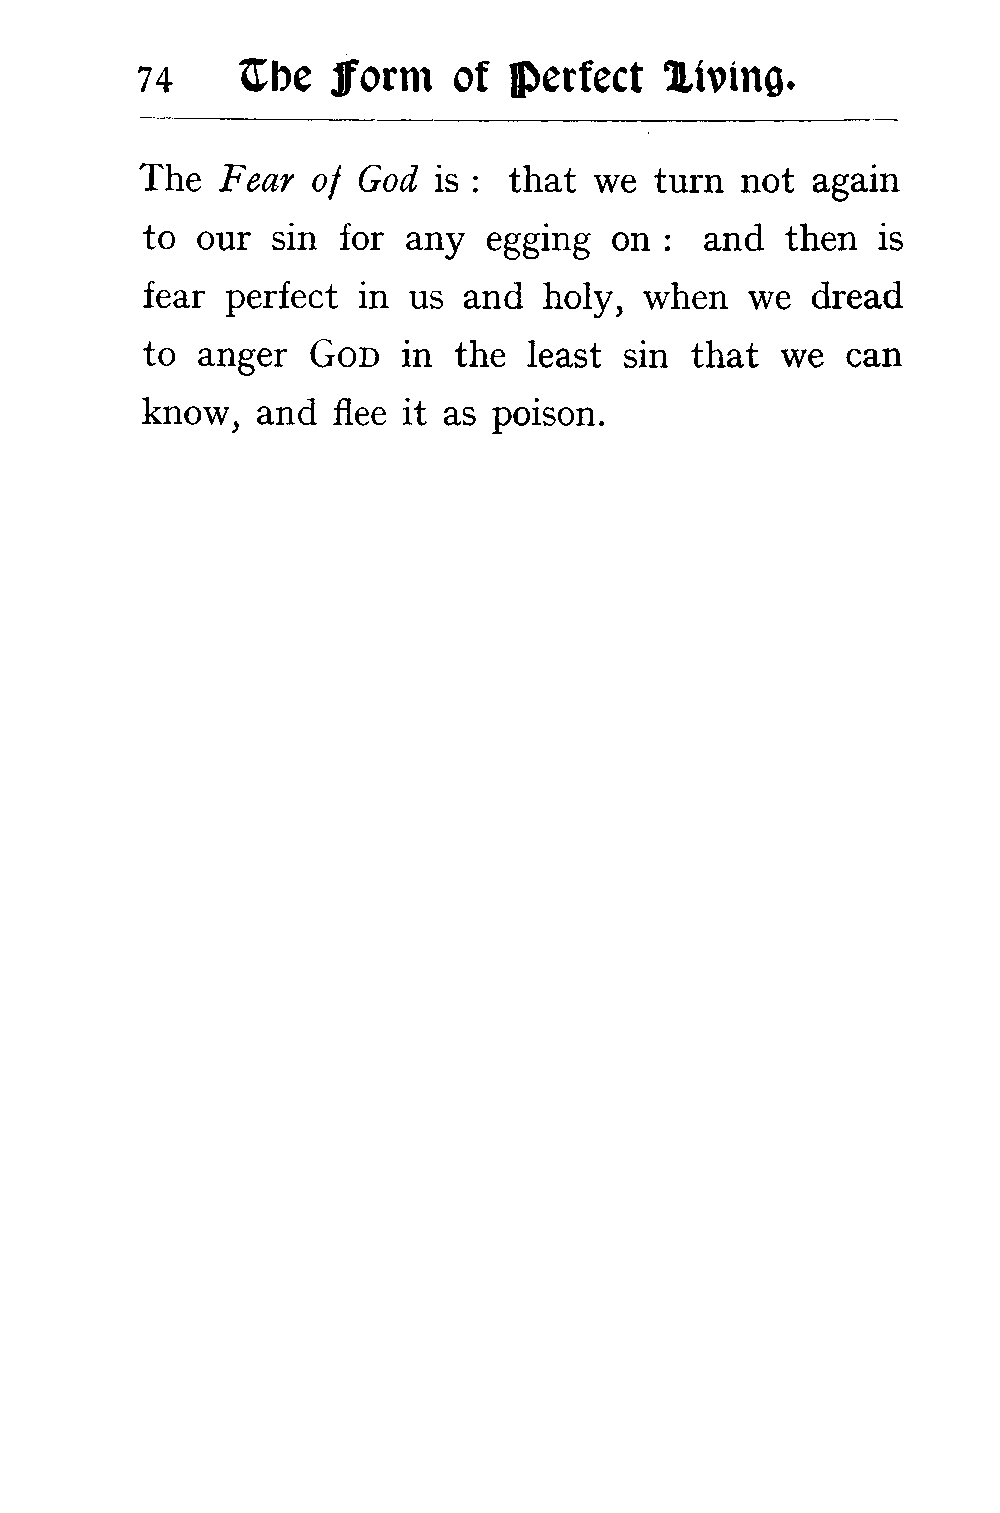 74 The Form of Perfect Living.
The Fear of God is : that we turn not again
to our sin for any egging on : and then is
fear perfect in us and holy, when we dread
to anger GOD in the least sin that we can
know, and flee it as poison.